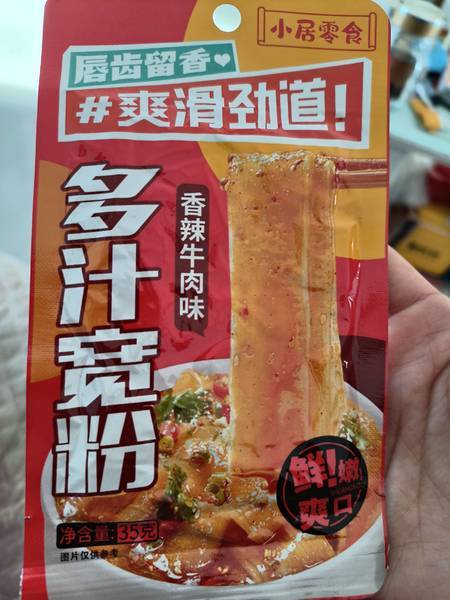 小居零食
唇齿留香
#爽滑劲道!
多汁宽粉
香辣牛肉味
鲜!嫩
爽口
净含量:35克
图片仅供参考